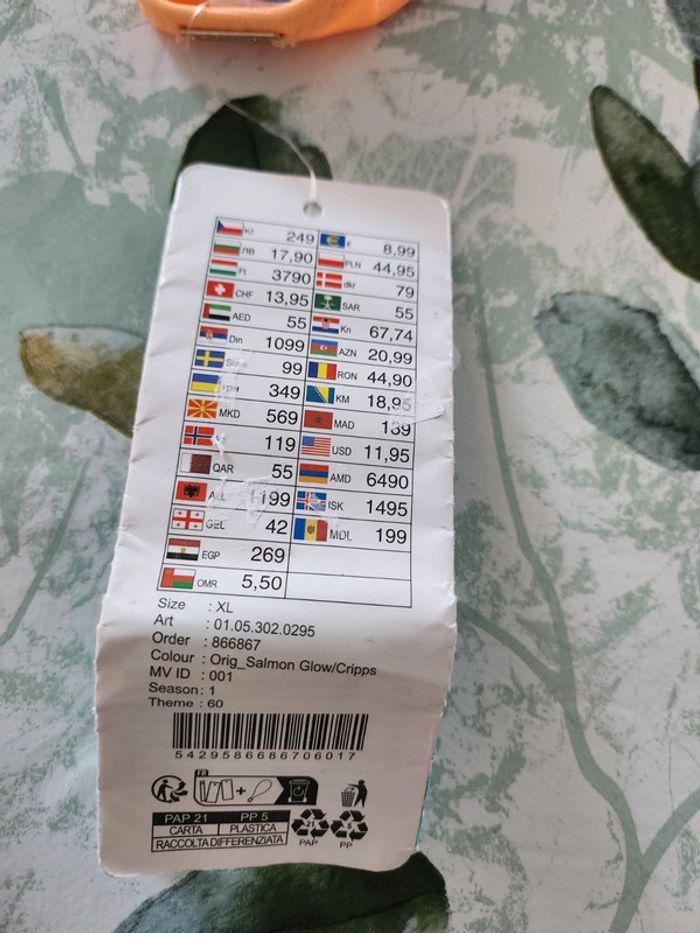 Kč 249 € 8,99
ЛВ 17,90 PLN 44,95
Ft 3790 dkr 79
CHF 13,95 SAR 55
AED 55 Kn 67,74
Din 1099 AZN 20,99
99 RON 44,90
349 KM 18,95
MKD 569 MAD 139
119 USD 11,95
QAR 55 AMD 6490
1199 ISK 1495
GEL 42 MDL 199
EGP 269
OMR 5,50
Size : XL
Art : 01.05.302.0295
Order : 866867
Colour : Orig_Salmon Glow/Cripps
MV ID : 001
Season : 1
Theme : 60
5429586686706017
FR
PAP 21 PP 5
CARTA PLASTICA
RACCOLTA DIFFERENZIATA
21
PAP PP